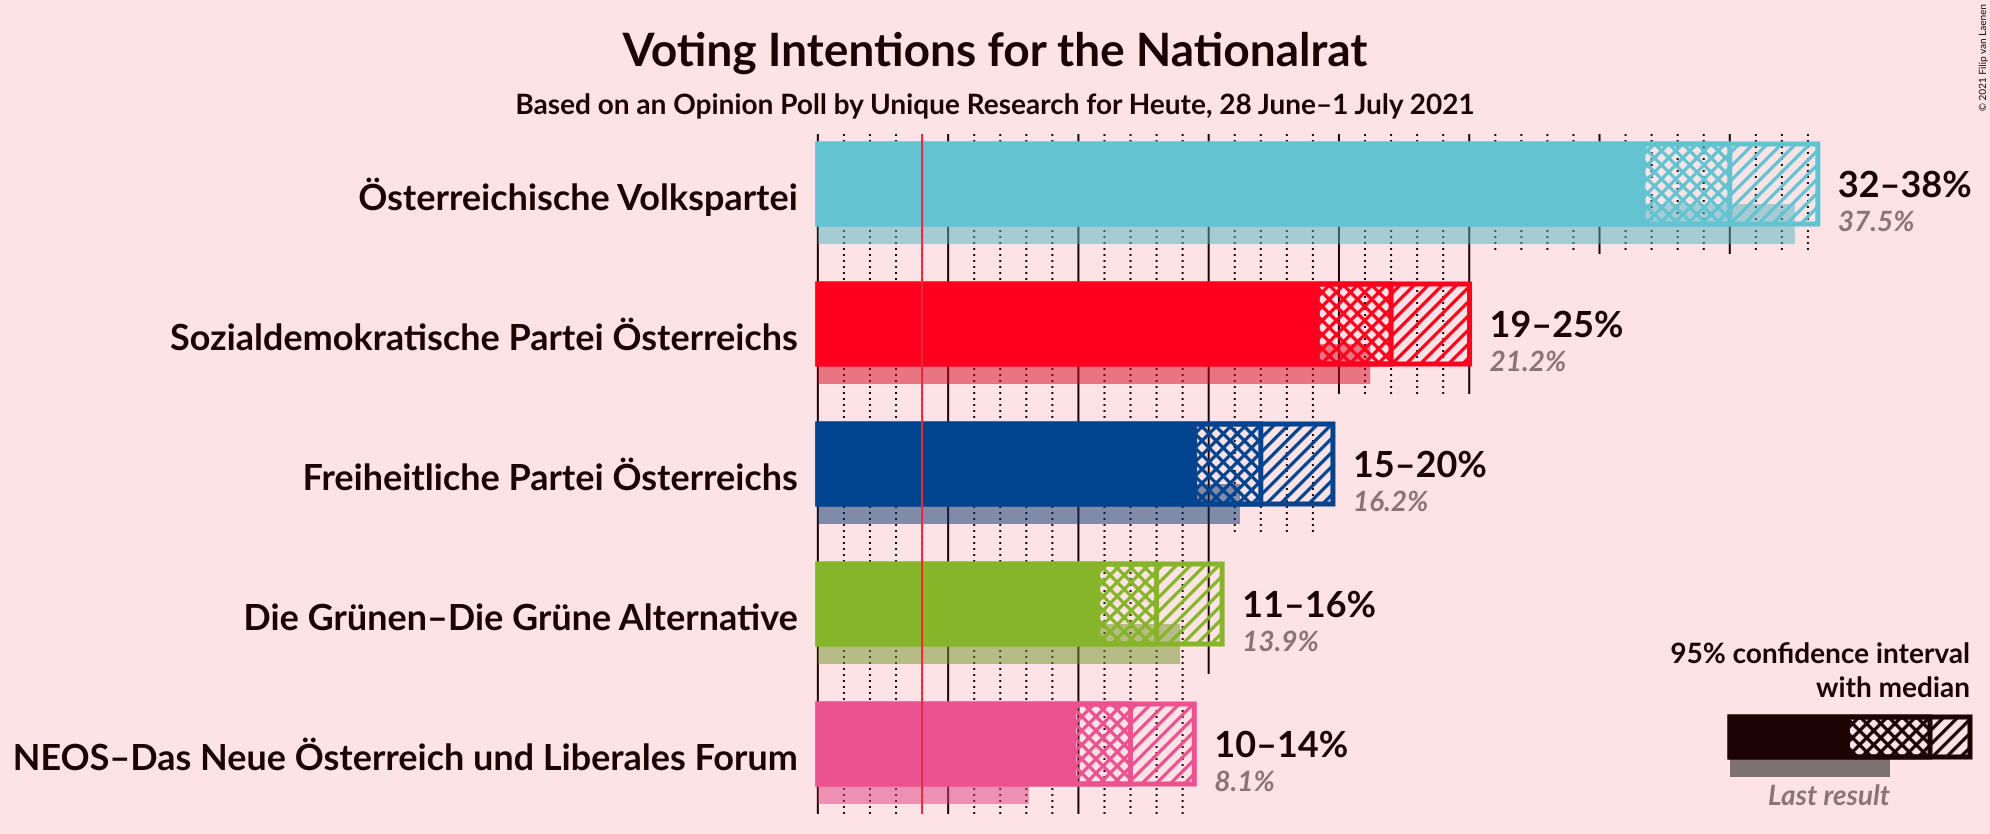 Voting Intentions for the Nationalrat
Based on an Opinion Poll by Unique Research for Heute, 28 June–1 July 2021
© 2021 Filip van Laenen
Österreichische Volkspartei
32–38%
37.5%
Sozialdemokratische Partei Österreichs
19–25%
21.2%
Freiheitliche Partei Österreichs
15–20%
16.2%
Die Grünen–Die Grüne Alternative
11–16%
13.9%
NEOS–Das Neue Österreich und Liberales Forum
10–14%
8.1%
95% confidence interval
with median
Last result